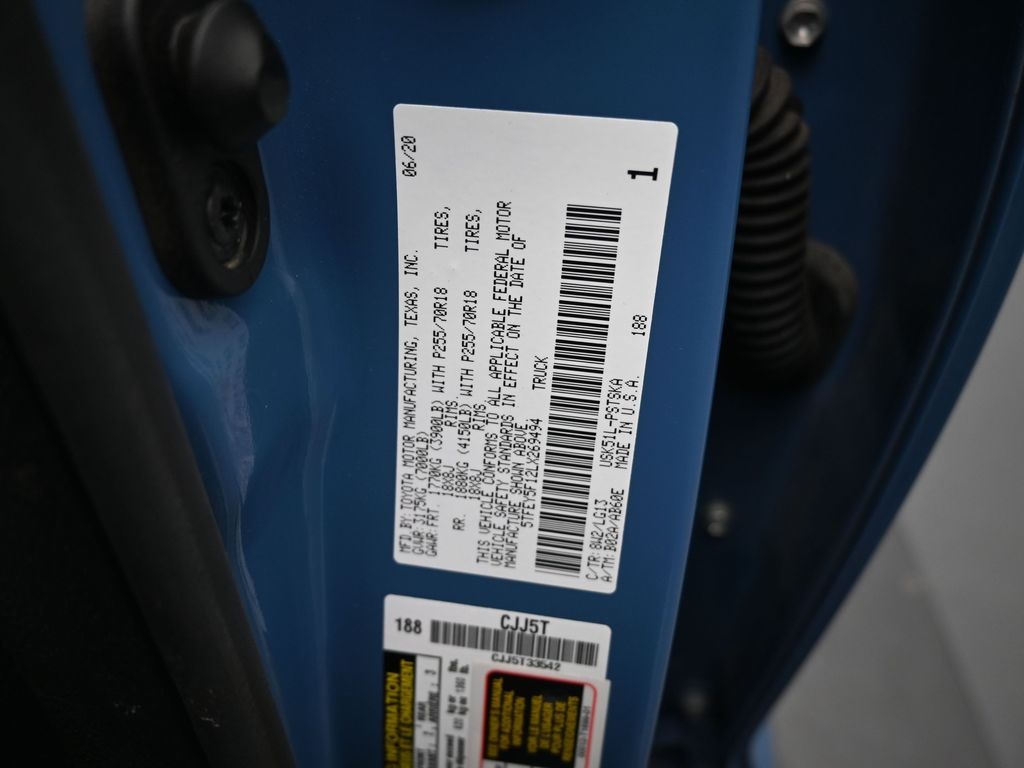 MFD BY: TOYOTA MOTOR MANUFACTURING, TEXAS, INC. 06/20
GVWR 3175KG (7000LB)
GAWR: FRT. 1770KG (3900LB) WITH P255/70R18 TIRES,
18X8J RIMS
RR. 1880KG (4150LB) WITH P255/70R18 TIRES,
18X8J RIMS
THIS VEHICLE CONFORMS TO ALL APPLICABLE FEDERAL MOTOR
VEHICLE SAFETY STANDARDS IN EFFECT ON THE DATE OF
MANUFACTURE SHOWN ABOVE.
5TFEY5F12LX269494 TRUCK
1
C/TR: 8W2/LG13 USK51L-PSTSKA 188
A/TM: B02A/AB60E MADE IN U.S.A.
188 CJJ5T
CJJ5T33542
INFORMATION